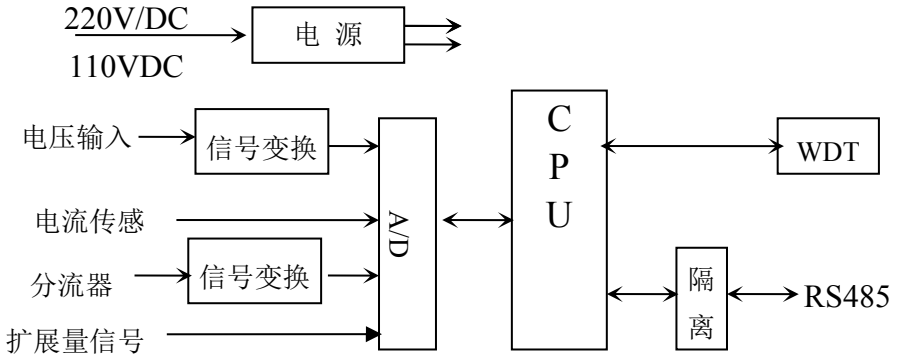 220V/DC
110VDC
电 源
电压输入
信号变换
电流传感
分流器
信号变换
扩展量信号
A/D
CPU
WDT
隔离
RS485